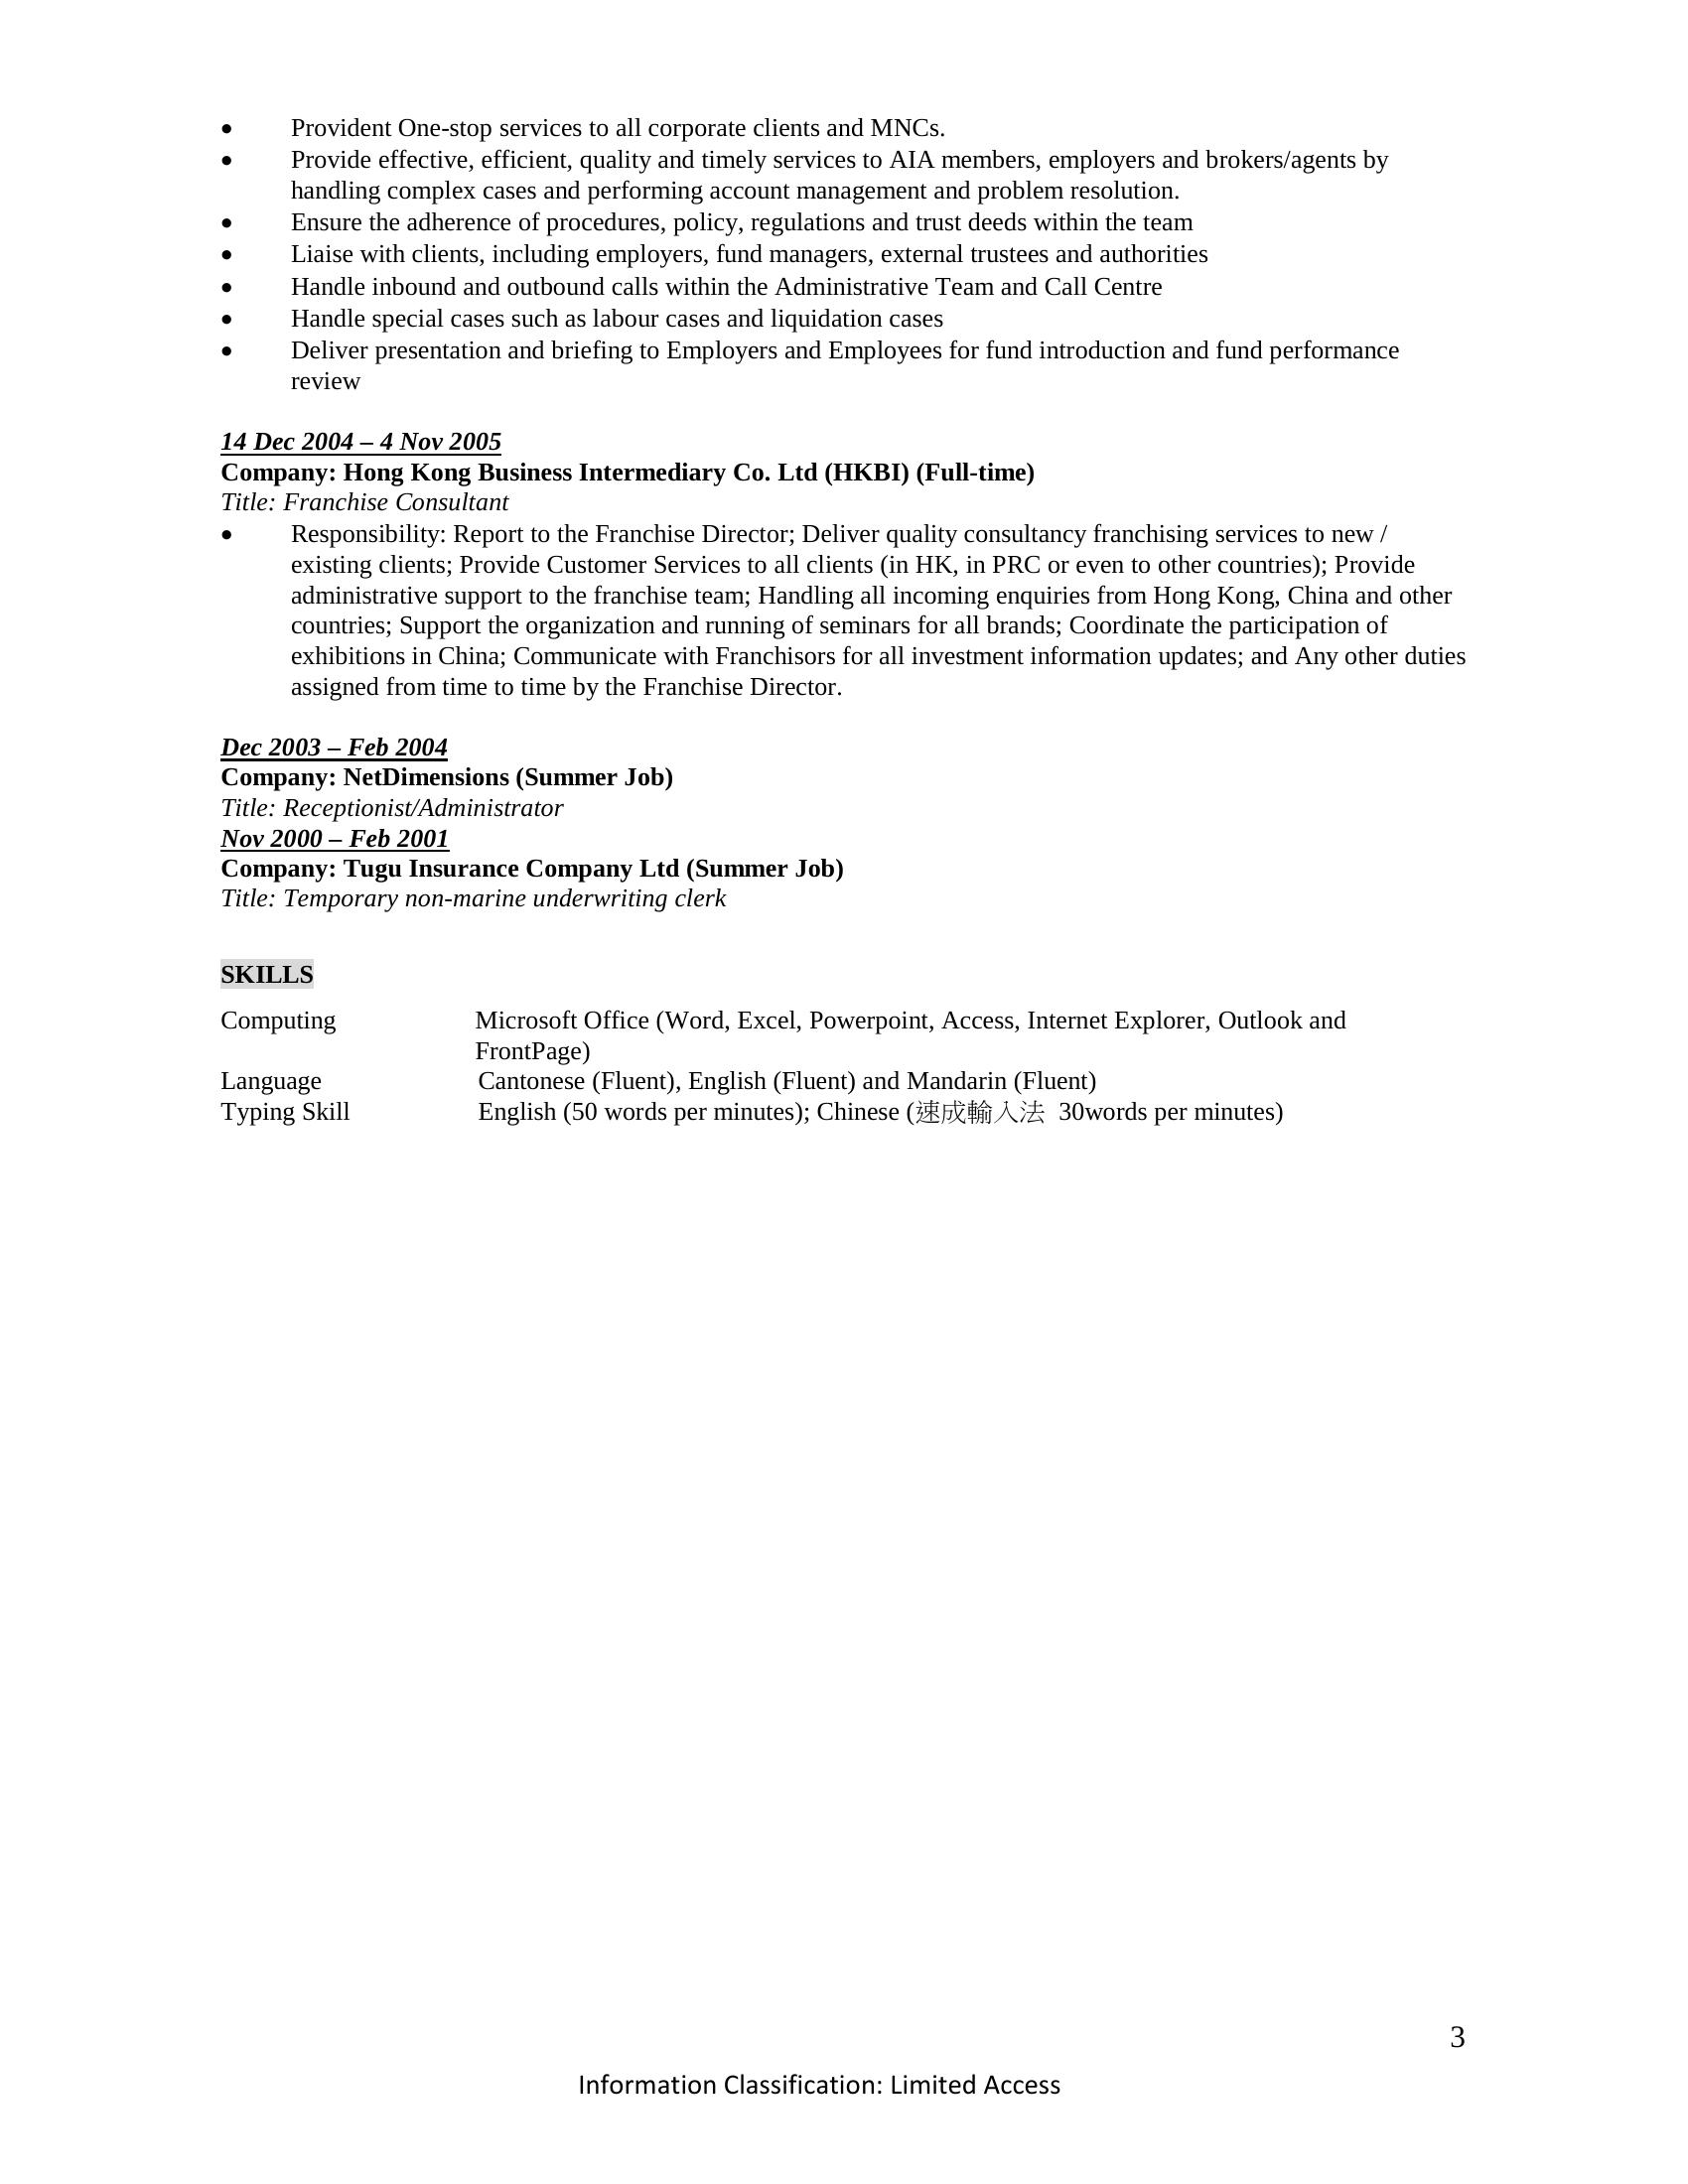 • Provident One-stop services to all corporate clients and MNCs.
• Provide effective, efficient, quality and timely services to AIA members, employers and brokers/agents by
handling complex cases and performing account management and problem resolution.
• Ensure the adherence of procedures, policy, regulations and trust deeds within the team
• Liaise with clients, including employers, fund managers, external trustees and authorities
• Handle inbound and outbound calls within the Administrative Team and Call Centre
• Handle special cases such as labour cases and liquidation cases
• Deliver presentation and briefing to Employers and Employees for fund introduction and fund performance
review
14 Dec 2004 – 4 Nov 2005
Company: Hong Kong Business Intermediary Co. Ltd (HKBI) (Full-time)
Title: Franchise Consultant
• Responsibility: Report to the Franchise Director; Deliver quality consultancy franchising services to new /
existing clients; Provide Customer Services to all clients (in HK, in PRC or even to other countries); Provide
administrative support to the franchise team; Handling all incoming enquiries from Hong Kong, China and other
countries; Support the organization and running of seminars for all brands; Coordinate the participation of
exhibitions in China; Communicate with Franchisors for all investment information updates; and Any other duties
assigned from time to time by the Franchise Director.
Dec 2003 – Feb 2004
Company: NetDimensions (Summer Job)
Title: Receptionist/Administrator
Nov 2000 – Feb 2001
Company: Tugu Insurance Company Ltd (Summer Job)
Title: Temporary non-marine underwriting clerk
SKILLS
Computing Microsoft Office (Word, Excel, Powerpoint, Access, Internet Explorer, Outlook and
FrontPage)
Language Cantonese (Fluent), English (Fluent) and Mandarin (Fluent)
Typing Skill English (50 words per minutes); Chinese (速成輸入法 30words per minutes)
3
Information Classification: Limited Access